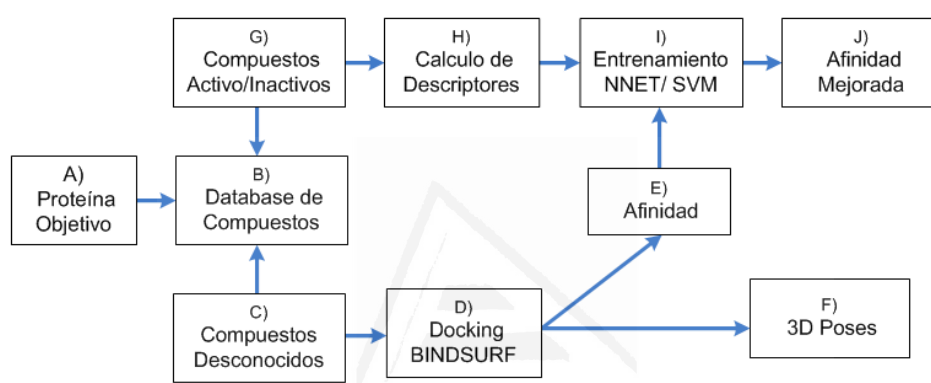 G)
Compuestos
Activo/Inactivos
H)
Calculo de
Descriptores
I)
Entrenamiento
NNET/ SVM
J)
Afinidad
Mejorada
A)
Proteína
Objetivo
B)
Database de
Compuestos
E)
Afinidad
C)
Compuestos
Desconocidos
D)
Docking
BINDSURF
F)
3D Poses